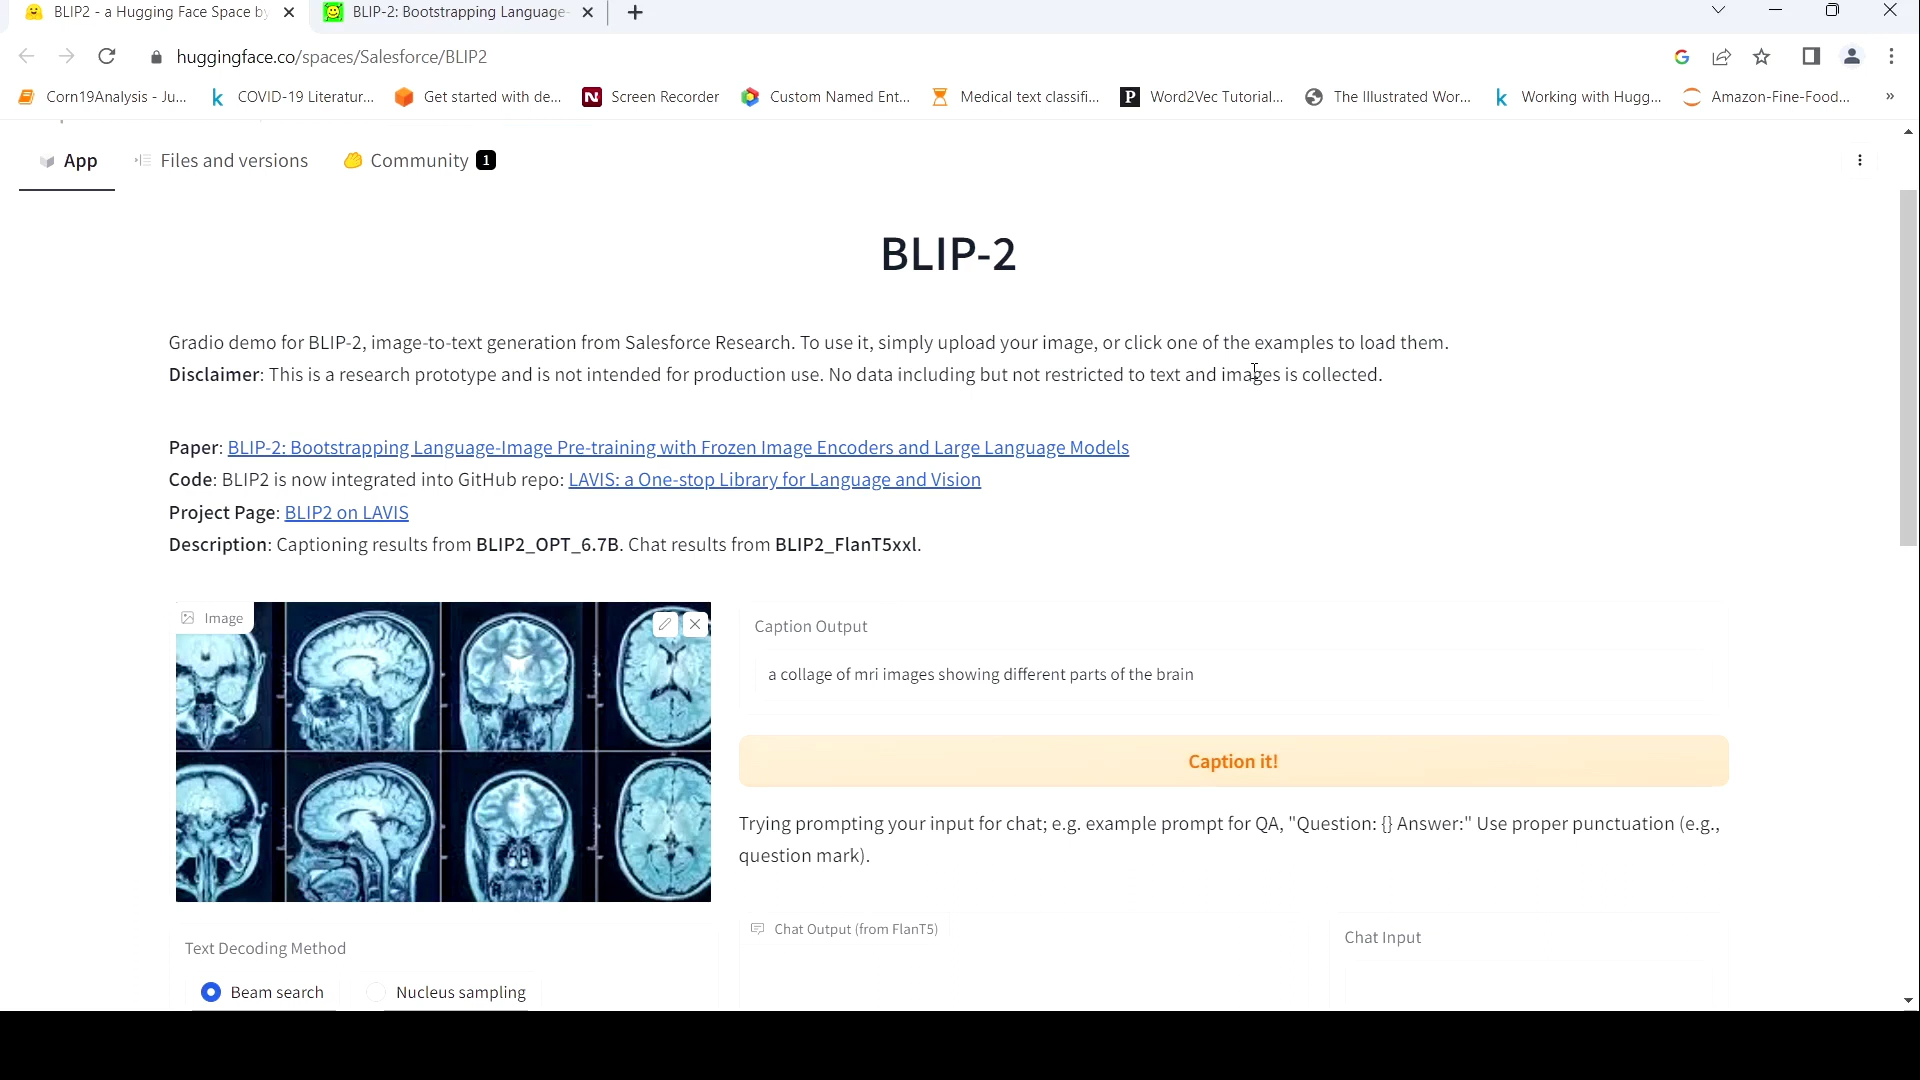 BLIP2 - a Hugging Face Space by
BLIP-2: Bootstrapping Language-
huggingface.co/spaces/Salesforce/BLIP2
Corn19Analysis - Ju...
COVID-19 Literatur...
Get started with de...
Screen Recorder
Custom Named Ent...
Medical text classifi...
Word2Vec Tutorial...
The Illustrated Wor...
Working with Hugg...
Amazon-Fine-Food...
»
App
Files and versions
Community 1
BLIP-2
Gradio demo for BLIP-2, image-to-text generation from Salesforce Research. To use it, simply upload your image, or click one of the examples to load them.
Disclaimer: This is a research prototype and is not intended for production use. No data including but not restricted to text and images is collected.
Paper: BLIP-2: Bootstrapping Language-Image Pre-training with Frozen Image Encoders and Large Language Models
Code: BLIP2 is now integrated into GitHub repo: LAVIS: a One-stop Library for Language and Vision
Project Page: BLIP2 on LAVIS
Description: Captioning results from BLIP2_OPT_6.7B. Chat results from BLIP2_FlanT5xxl.
Image
Caption Output
a collage of mri images showing different parts of the brain
Caption it!
Trying prompting your input for chat; e.g. example prompt for QA, "Question: {} Answer:" Use proper punctuation (e.g.,
question mark).
Text Decoding Method
Beam search
Nucleus sampling
Chat Output (from FlanT5)
Chat Input